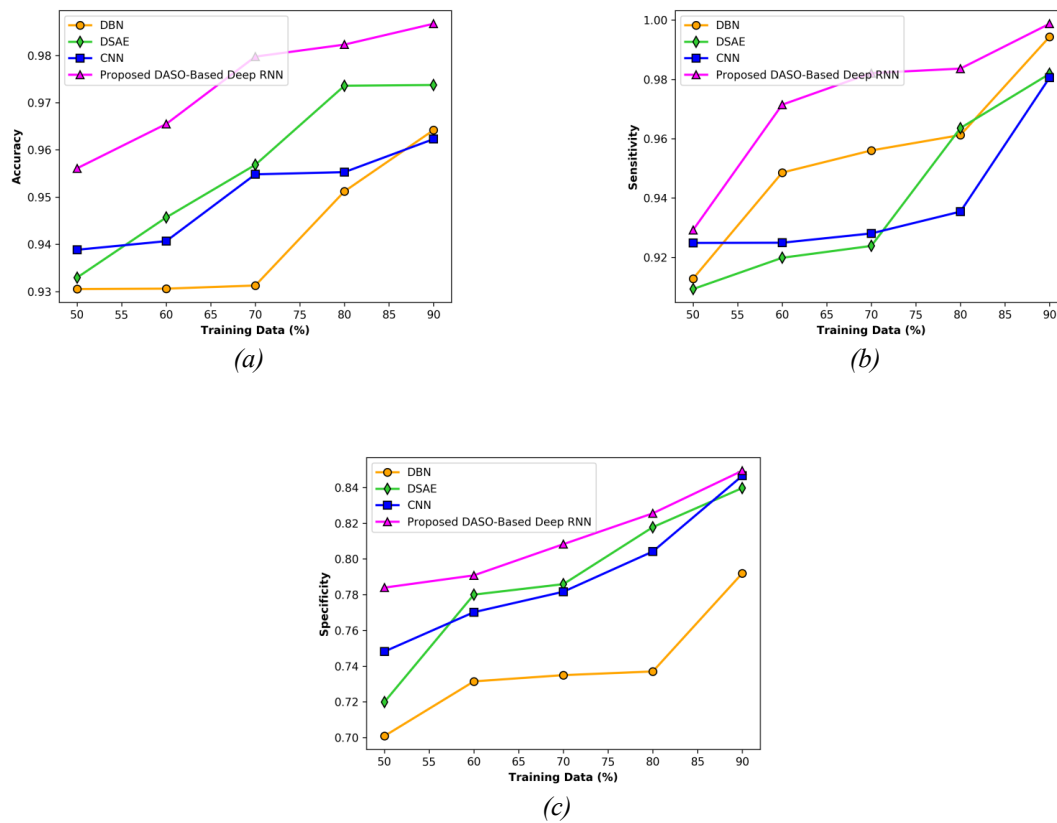 DBN
DSAE
CNN
Proposed DASO-Based Deep RNN
0.98
0.97
0.96
0.95
0.94
0.93
Accuracy
50 55 60 65 70 75 80 85 90
Training Data (%)
(a)
DBN
DSAE
CNN
Proposed DASO-Based Deep RNN
1.00
0.98
0.96
0.94
0.92
Sensitivity
50 55 60 65 70 75 80 85 90
Training Data (%)
(b)
DBN
DSAE
CNN
Proposed DASO-Based Deep RNN
0.84
0.82
0.80
0.78
0.76
0.74
0.72
0.70
Specificity
50 55 60 65 70 75 80 85 90
Training Data (%)
(c)